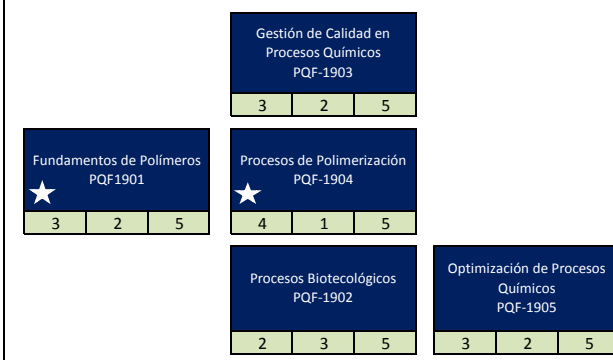 Gestión de Calidad en
Procesos Químicos
PQF-1903
3 2 5
Fundamentos de Polímeros
PQF1901
3 2 5
Procesos de Polimerización
PQF-1904
4 1 5
Procesos Biotecológicos
PQF-1902
2 3 5
Optimización de Procesos
Químicos
PQF-1905
3 2 5